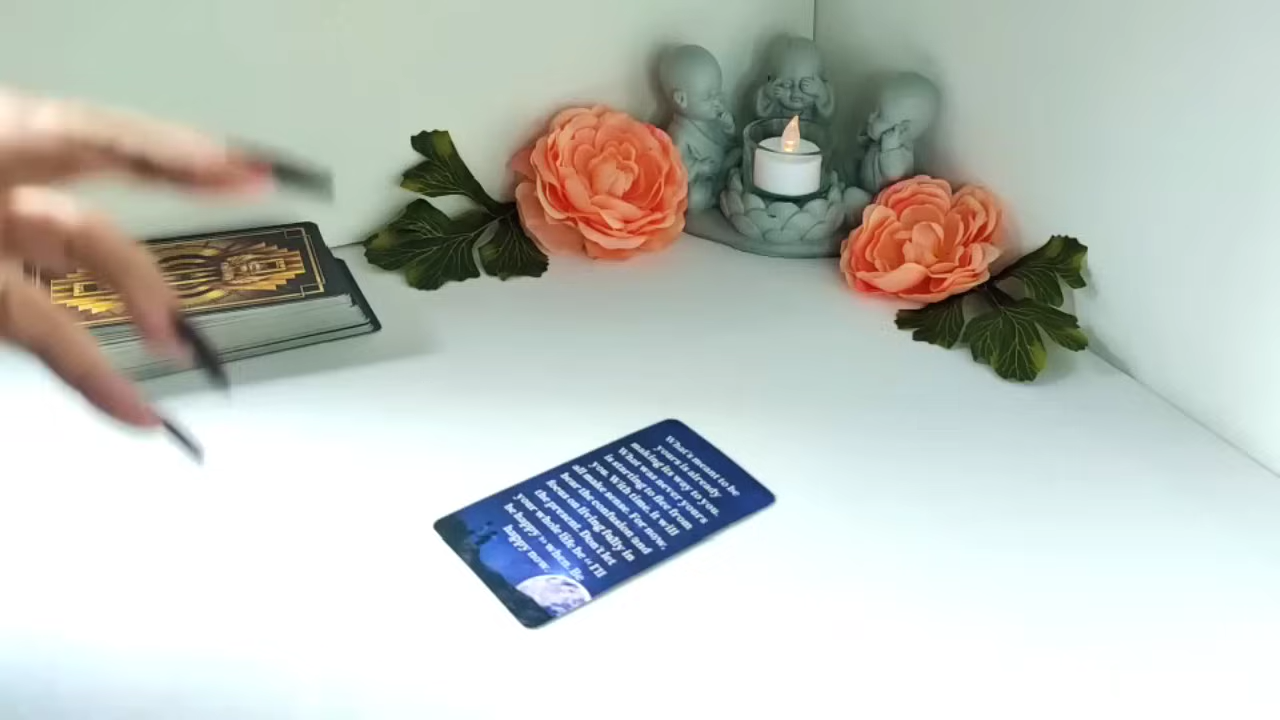 What's meant to be
yours is already
making its way to you.
What was never yours
is starting to flee from
you. With time, it will
all make sense. For now,
bear the confusion and
focus on living fully in
the present. Don't let
your whole life be "I'll
be happy" when. Be
happy now.